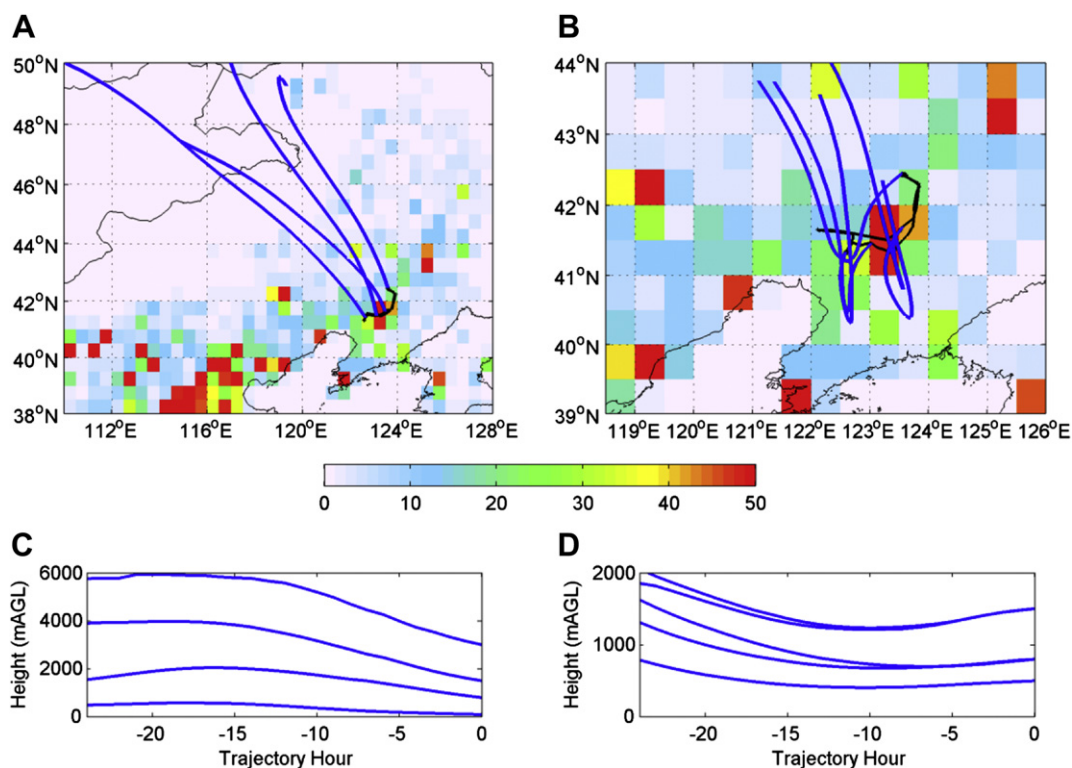 A
B
50°N
48°N
46°N
44°N
42°N
40°N
38°N
112°E 116°E 120°E 124°E 128°E
44°N
43°N
42°N
41°N
40°N
39°N
119°E 120°E 121°E 122°E 123°E 124°E 125°E 126°E
0 10 20 30 40 50
C
D
Height (mAGL)
6000
4000
2000
0
-20 -15 -10 -5 0
Trajectory Hour
Height (mAGL)
2000
1000
0
-20 -15 -10 -5 0
Trajectory Hour